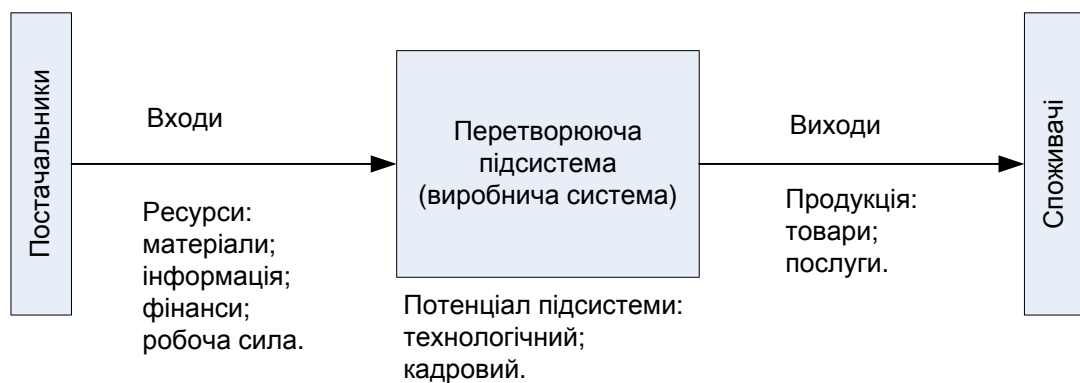 Постачальники
Входи
Ресурси:
матеріали;
інформація;
фінанси;
робоча сила.
Перетворююча
підсистема
(виробнича система)
Потенціал підсистеми:
технологічний;
кадровий.
Виходи
Продукція:
товари;
послуги.
Споживачі